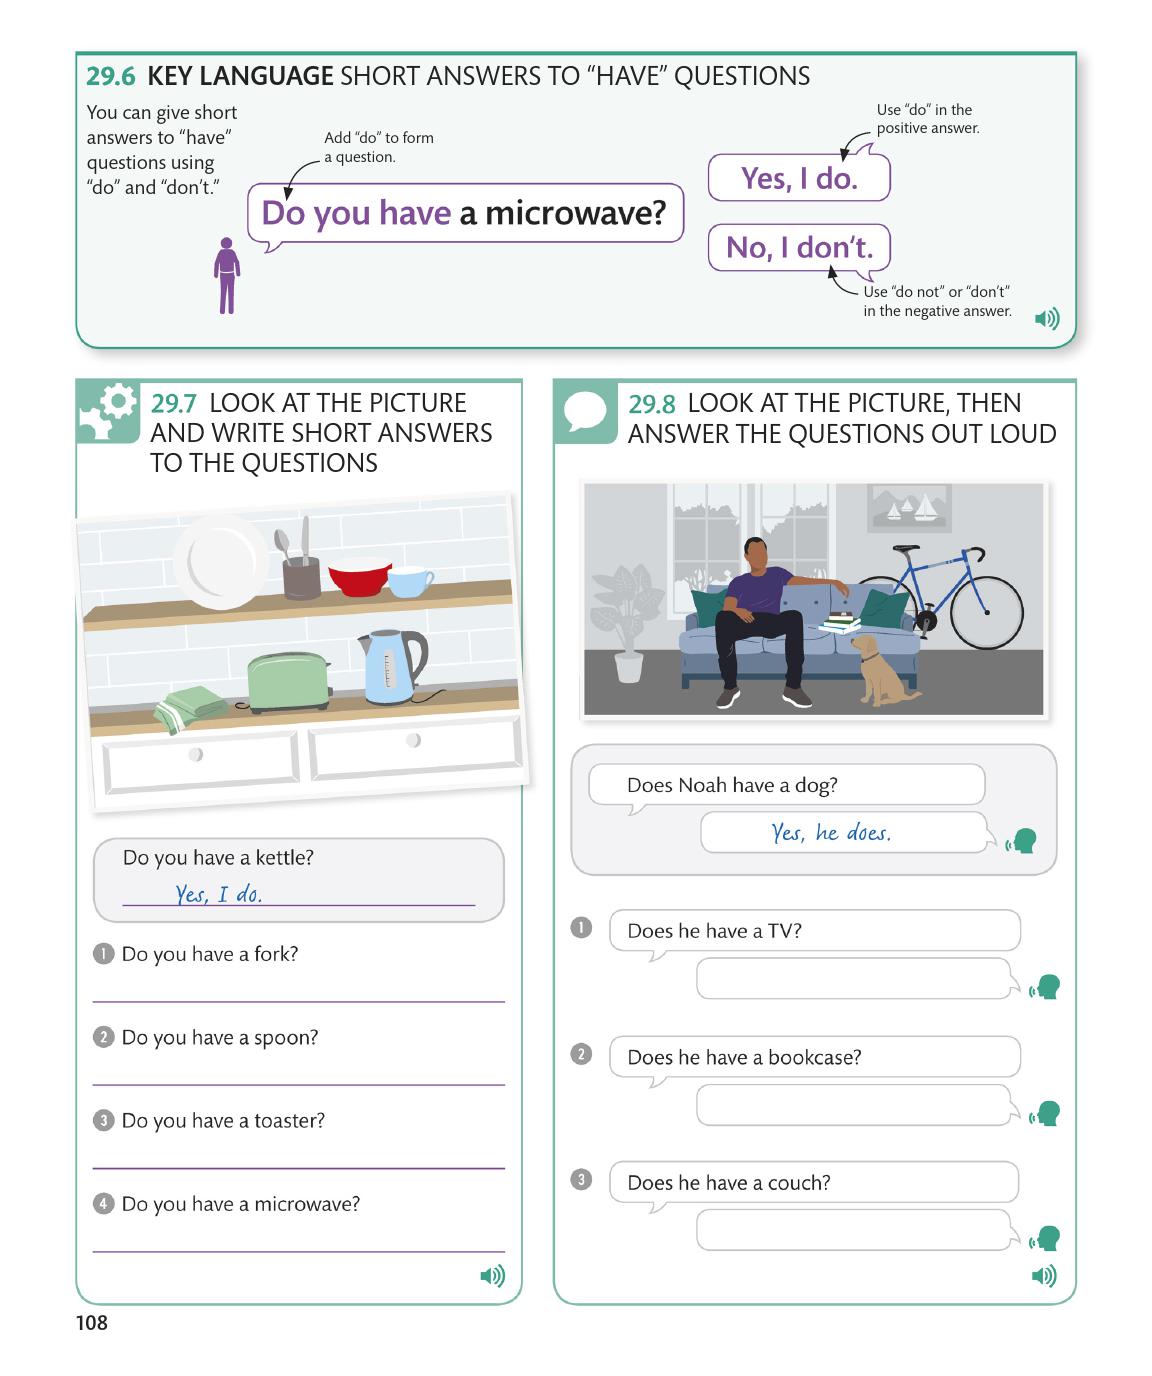 29.6 KEY LANGUAGE SHORT ANSWERS TO “HAVE” QUESTIONS
You can give short
answers to “have”
questions using
“do” and “don’t.”
Add “do” to form
a question.
Do you have a microwave?
Use “do” in the
positive answer.
Yes, I do.
No, I don’t.
Use “do not” or “don’t”
in the negative answer.
29.7 LOOK AT THE PICTURE
AND WRITE SHORT ANSWERS
TO THE QUESTIONS
Do you have a kettle?
Yes, I do.
1 Do you have a fork?
2 Do you have a spoon?
3 Do you have a toaster?
4 Do you have a microwave?
29.8 LOOK AT THE PICTURE, THEN
ANSWER THE QUESTIONS OUT LOUD
Does Noah have a dog?
Yes, he does.
1 Does he have a TV?
2 Does he have a bookcase?
3 Does he have a couch?
108